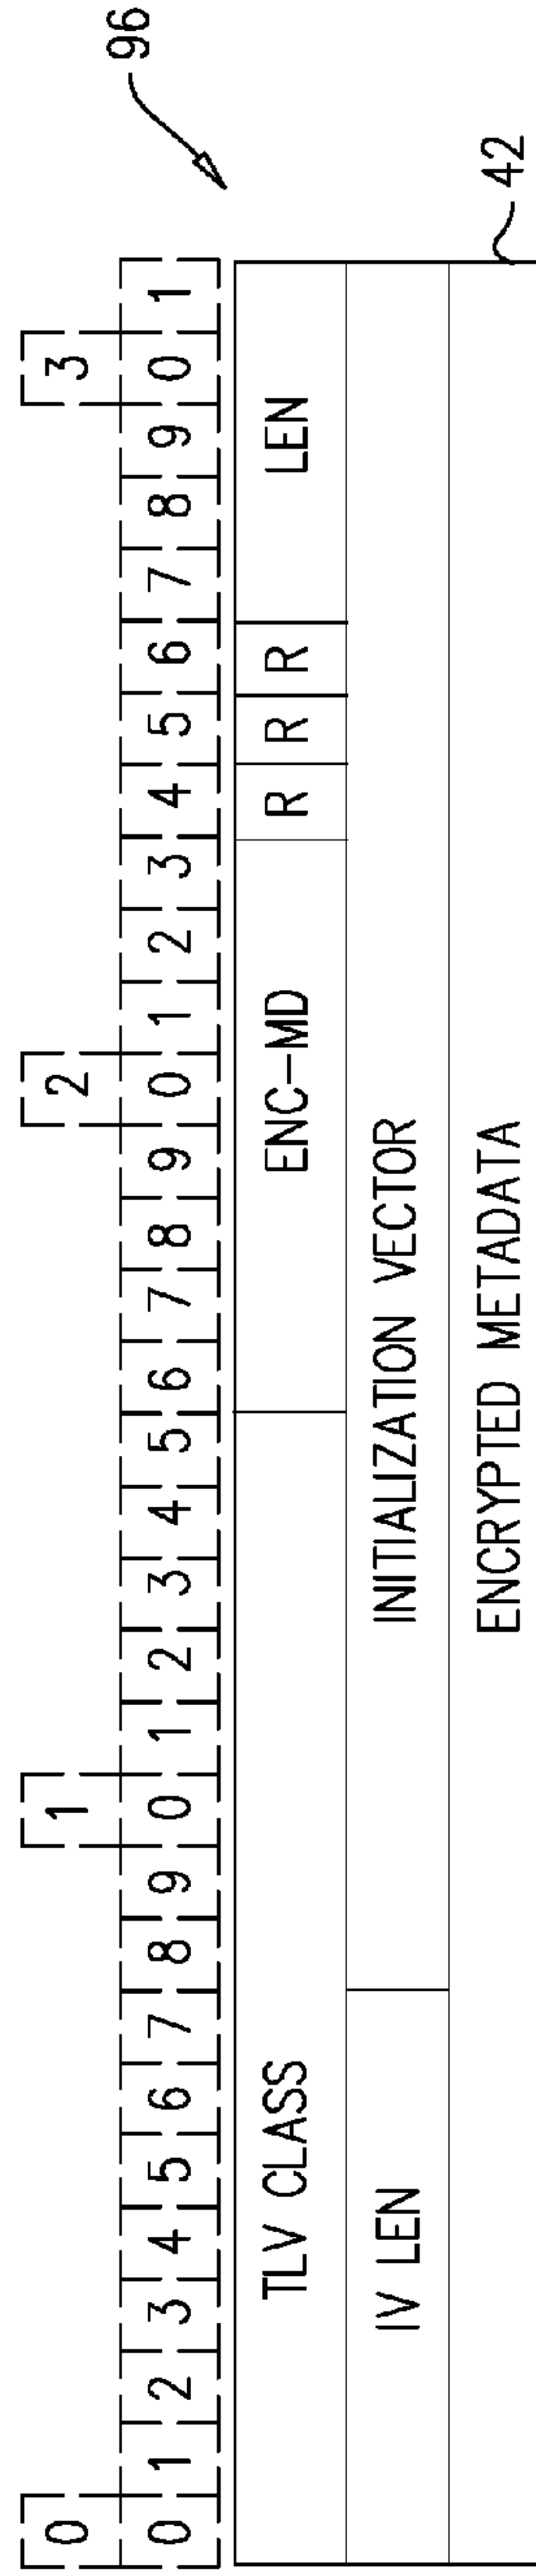 96
0 1 2 3
0 1 2 3 4 5 6 7 8 9 0 1 2 3 4 5 6 7 8 9 0 1 2 3 4 5 6 7 8 9 0 1
TLV CLASS ENC-MD R R R LEN
IV LEN INITIALIZATION VECTOR
ENCRYPTED METADATA 42